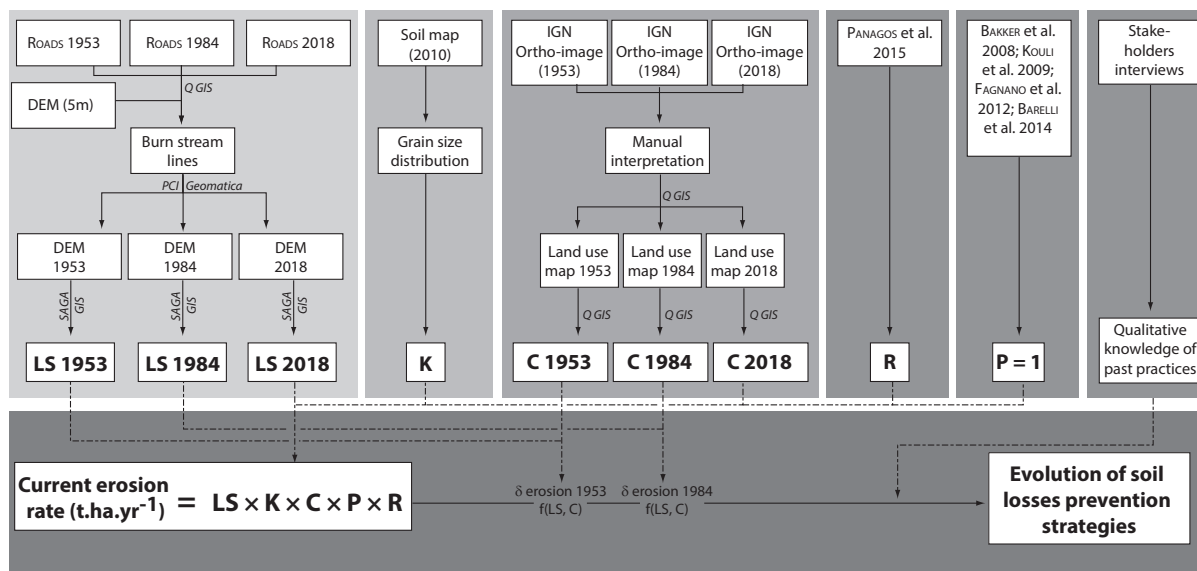 ROADS 1953
ROADS 1984
ROADS 2018
Q GIS
DEM (5m)
Burn stream
lines
PCI Geomatica
DEM
1953
DEM
1984
DEM
2018
SAGA
GIS
SAGA
GIS
SAGA
GIS
LS 1953
LS 1984
LS 2018
Soil map
(2010)
Grain size
distribution
K
IGN
Ortho-image
(1953)
IGN
Ortho-image
(1984)
IGN
Ortho-image
(2018)
Manual
interpretation
Q GIS
Land use
map 1953
Land use
map 1984
Land use
map 2018
Q GIS
Q GIS
Q GIS
C 1953
C 1984
C 2018
PANAGOS et al.
2015
R
BAKKER et al.
2008; KOULI
et al. 2009;
FAGNANO et al.
2012; BARELLI
et al. 2014
P = 1
Stake-
holders
interviews
Qualitative
knowledge of
past practices
Current erosion
rate (t.ha.yr⁻¹) = LS × K × C × P × R
δ erosion 1953
f(LS, C)
δ erosion 1984
f(LS, C)
Evolution of soil
losses prevention
strategies